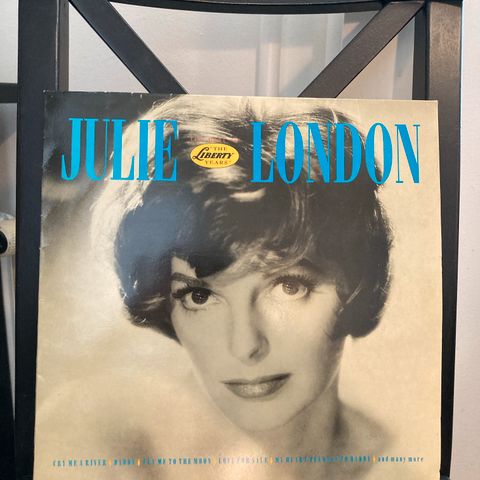 JULIE LONDON
THE
LIBERTY
YEARS
CRY ME A RIVER DADDY FLY ME TO THE MOON LOVE FOR SALE MY HEART BELONGS TO DADDY and many more